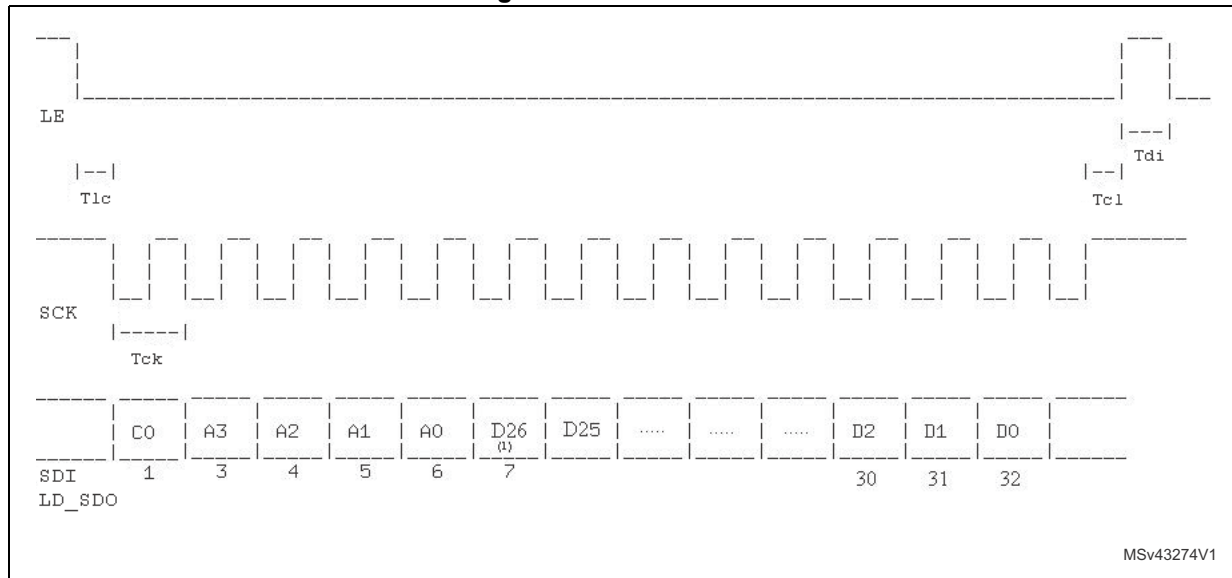 LE
Tdi
Tlc
Tcl
SCK
Tck
C0 A3 A2 A1 A0 D26 D25 ..... ..... ..... D2 D1 D0
(1)
SDI 1 3 4 5 6 7 30 31 32
LD_SDO
MSv43274V1